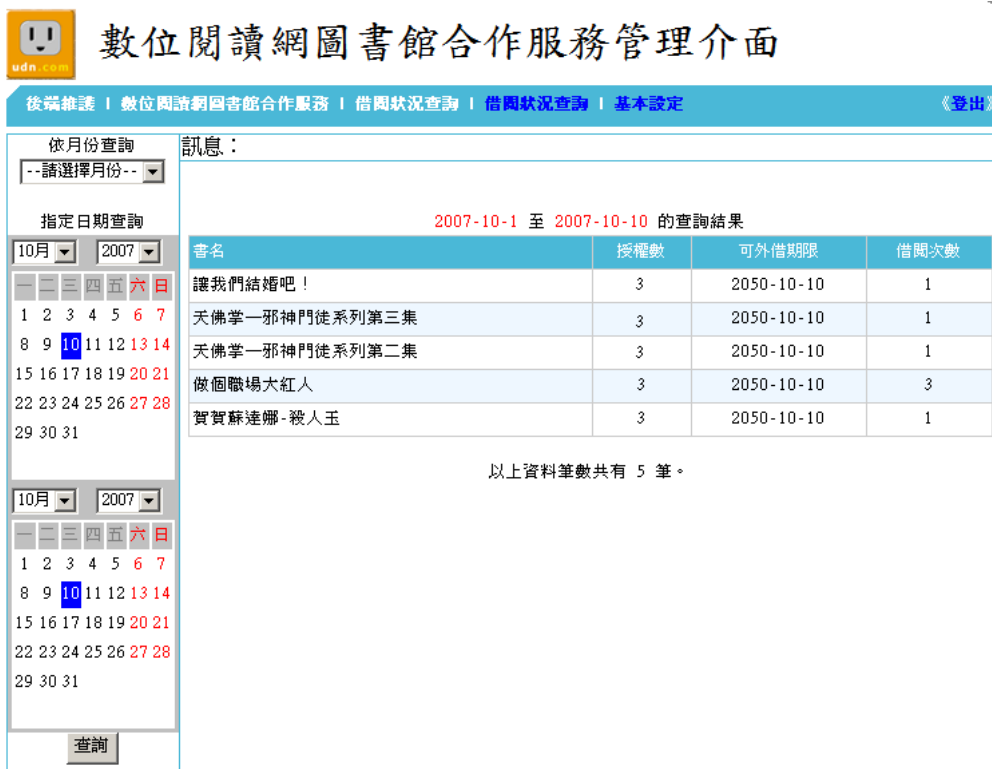 udn.com
數位閱讀網圖書館合作服務管理介面
後端維護 | 數位閱讀網圖書館合作服務 | 借閱狀況查詢 | 借閱狀況查詢 | 基本設定 《登出》
依月份查詢
--請選擇月份--
指定日期查詢
10月 2007
一 二 三 四 五 六 日
1 2 3 4 5 6 7
8 9 10 11 12 13 14
15 16 17 18 19 20 21
22 23 24 25 26 27 28
29 30 31
10月 2007
一 二 三 四 五 六 日
1 2 3 4 5 6 7
8 9 10 11 12 13 14
15 16 17 18 19 20 21
22 23 24 25 26 27 28
29 30 31
查詢
訊息：
2007-10-1 至 2007-10-10 的查詢結果
書名 授權數 可外借期限 借閱次數
讓我們結婚吧！ 3 2050-10-10 1
天佛掌—邪神門徒系列第三集 3 2050-10-10 1
天佛掌—邪神門徒系列第二集 3 2050-10-10 1
做個職場大紅人 3 2050-10-10 3
賀賀蘇達娜-殺人玉 3 2050-10-10 1
以上資料筆數共有 5 筆。